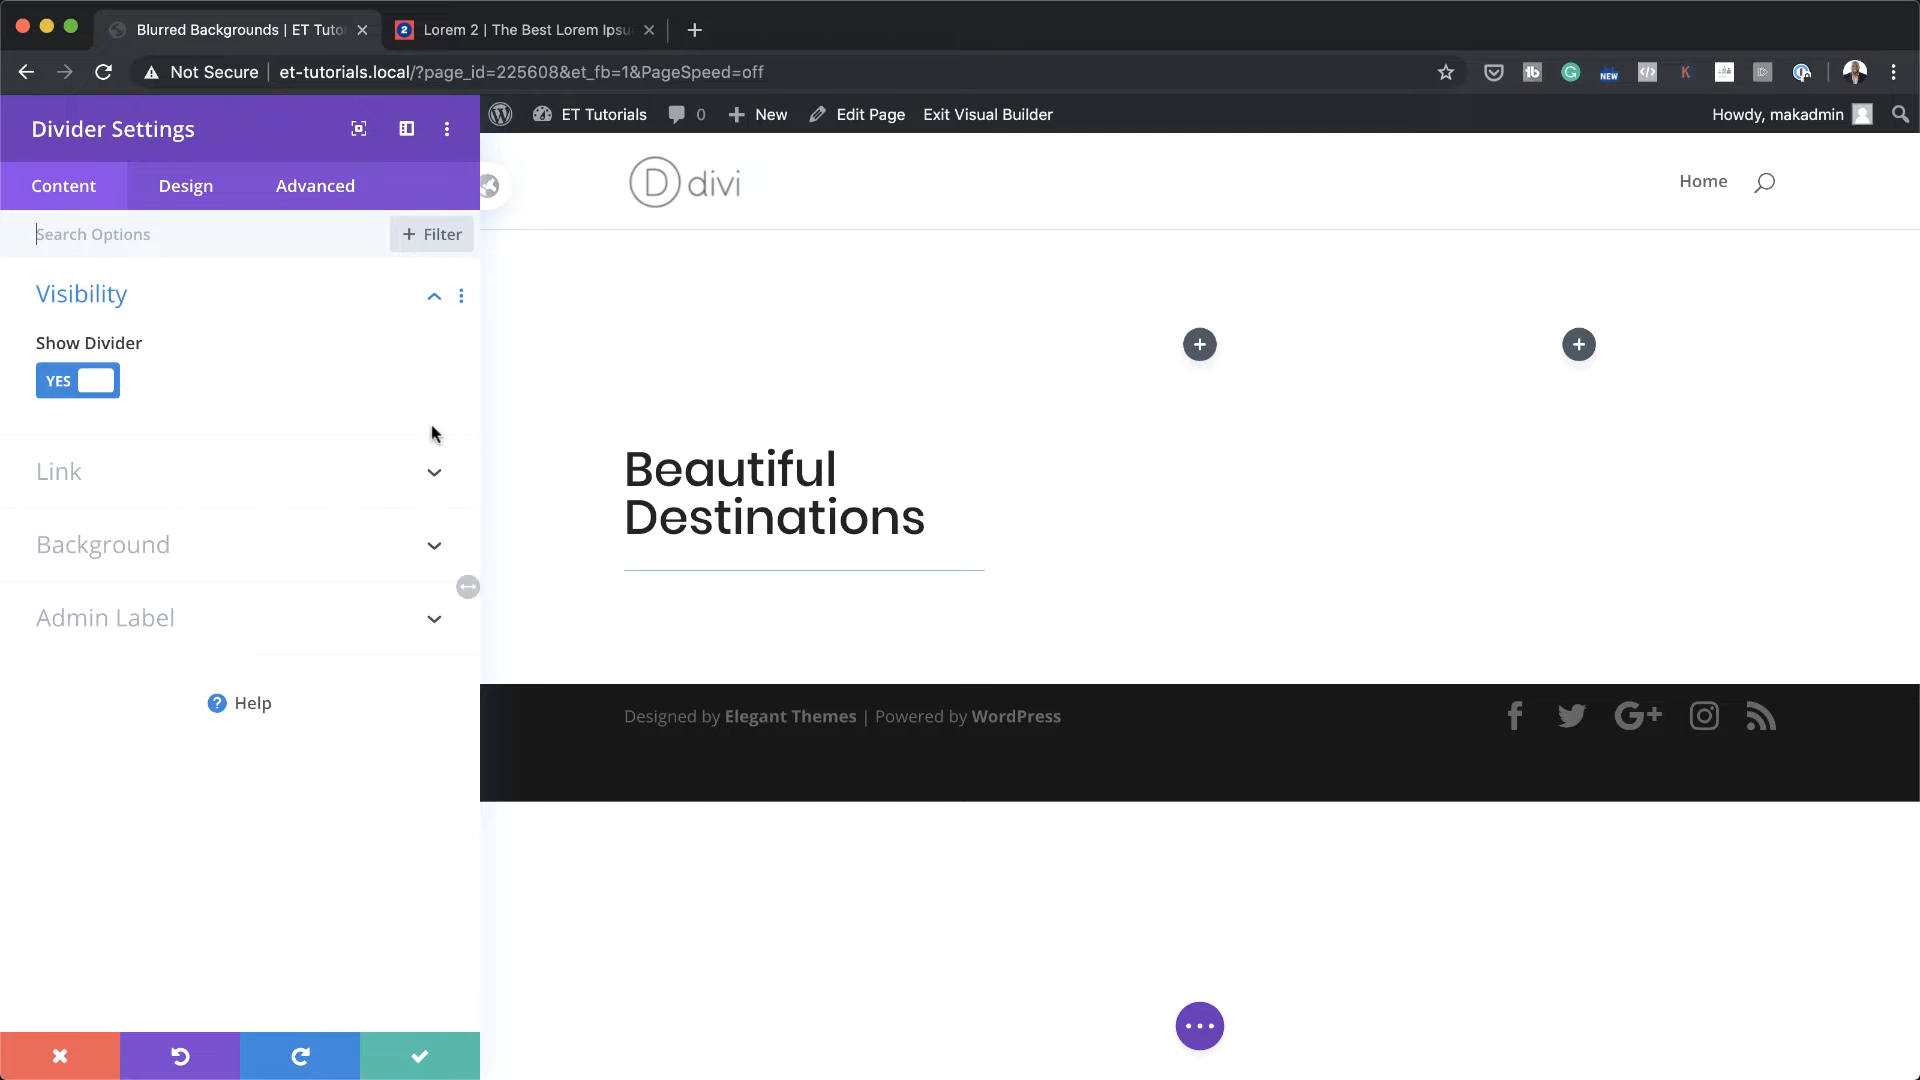 Blurred Backgrounds | ET Tuto
Lorem 2 | The Best Lorem Ipsu
Not Secure
et-tutorials.local/?page_id=225608&et_fb=1&PageSpeed=off
ET Tutorials
0
New
Edit Page
Exit Visual Builder
Howdy, makadmin
Divider Settings
Content
Design
Advanced
Search Options
+ Filter
Visibility
Show Divider
YES
Link
Background
Admin Label
Help
divi
Home
Beautiful
Destinations
Designed by Elegant Themes | Powered by WordPress